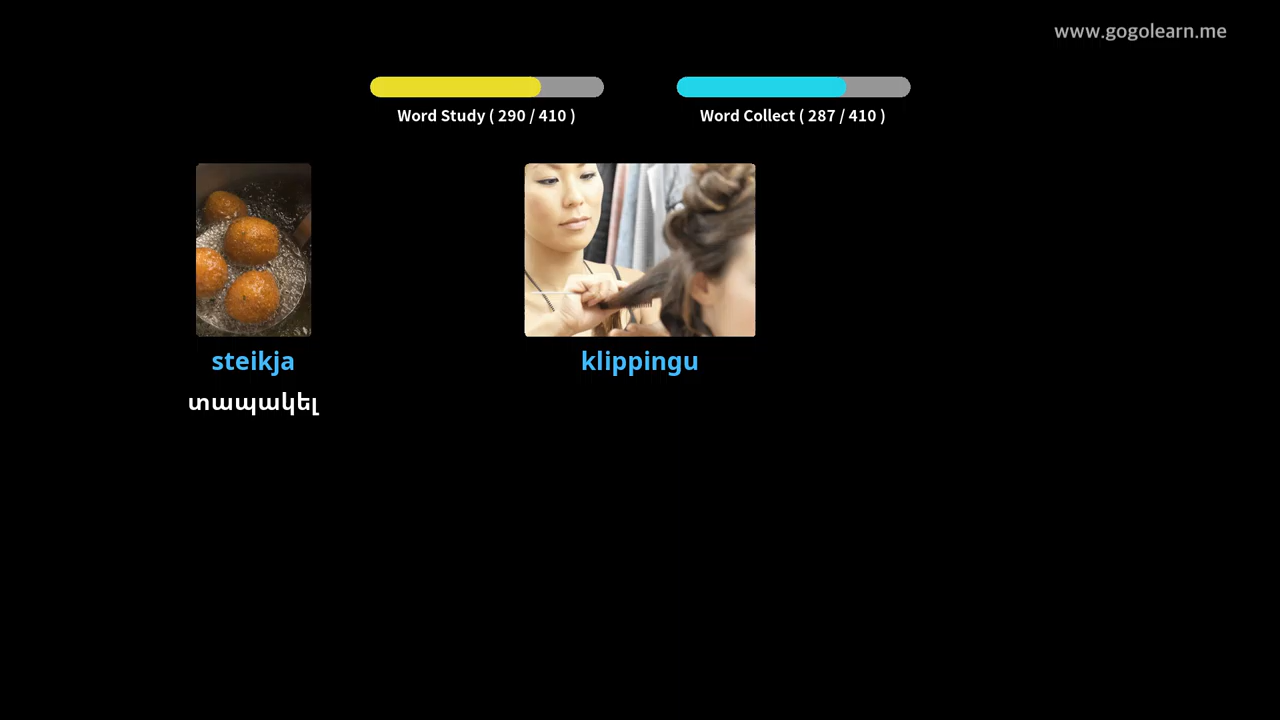 www.gogolearn.me
Word Study ( 290 / 410 )
Word Collect ( 287 / 410 )
steikja
klippingu
տապակել